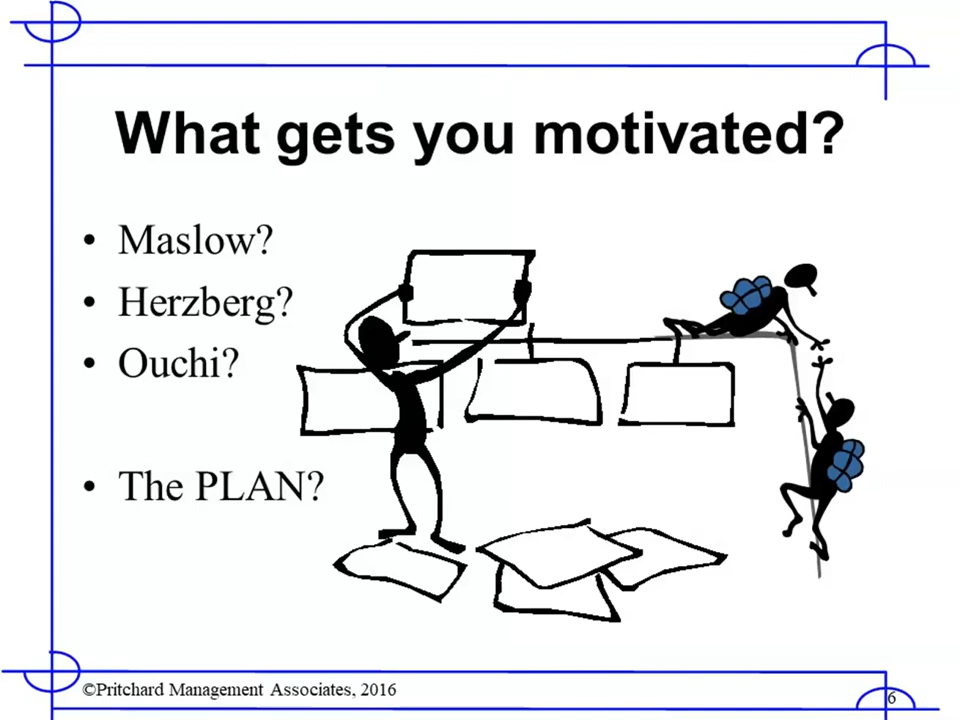 What gets you motivated?
• Maslow?
• Herzberg?
• Ouchi?
• The PLAN?
©Pritchard Management Associates, 2016
6